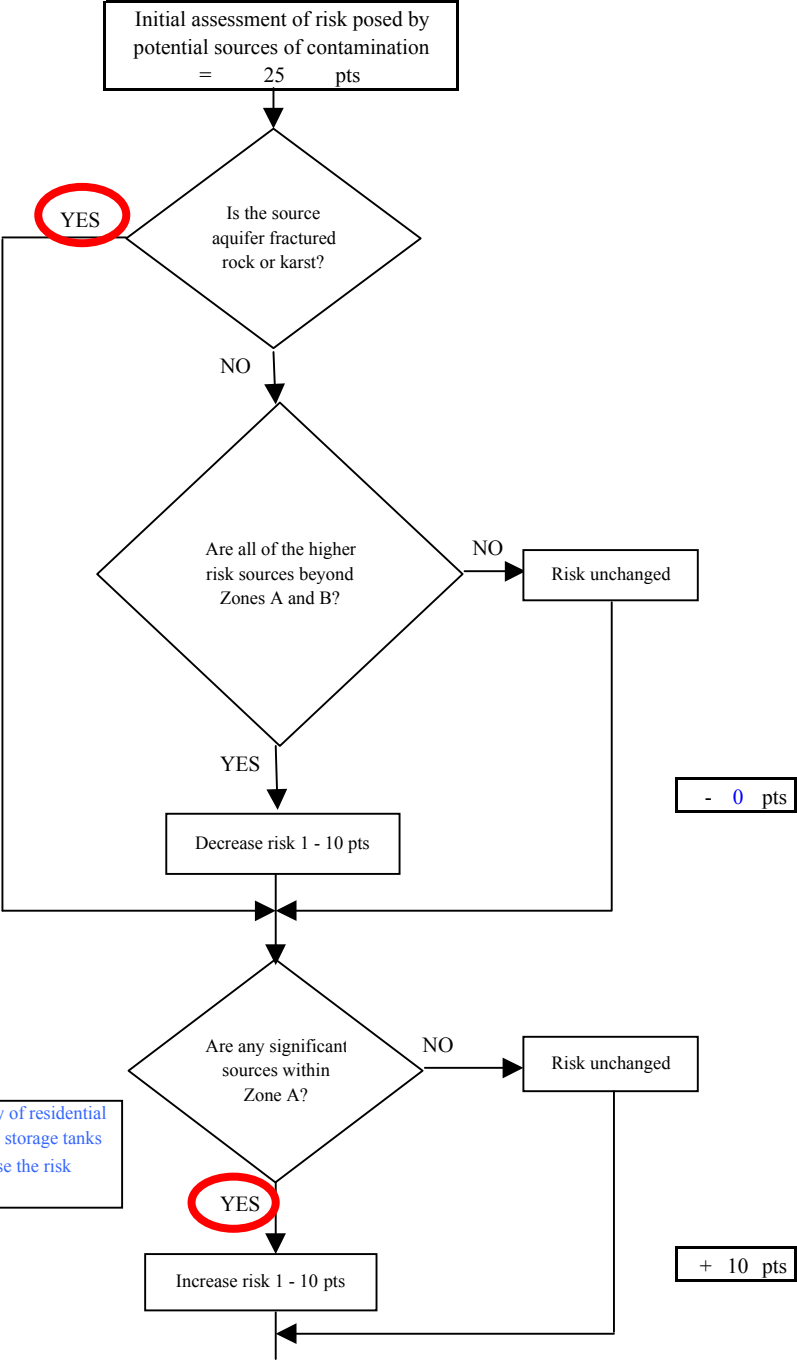 Initial assessment of risk posed by
potential sources of contamination
= 25 pts
YES
Is the source
aquifer fractured
rock or karst?
NO
Are all of the higher
risk sources beyond
Zones A and B?
NO
Risk unchanged
YES
- 0 pts
Decrease risk 1 - 10 pts
Are any significant
sources within
Zone A?
NO
Risk unchanged
of residential
storage tanks
the risk
YES
+ 10 pts
Increase risk 1 - 10 pts